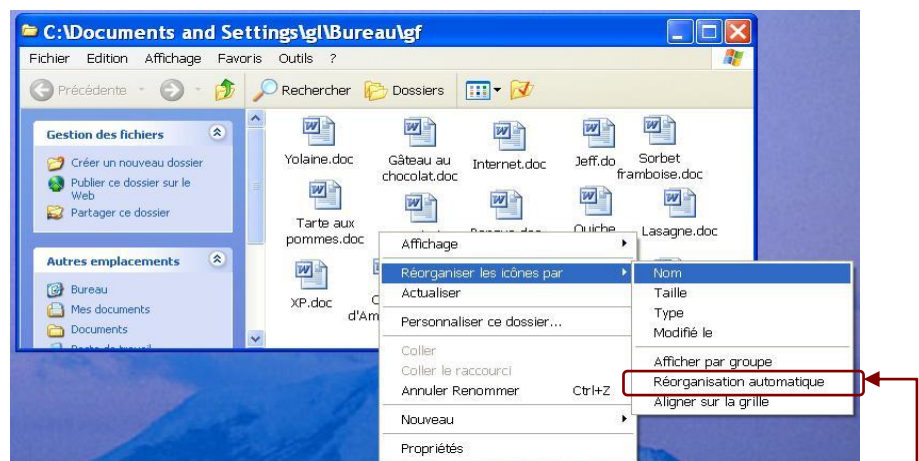 C:\Documents and Settings\gl\Bureau\gf
Fichier Edition Affichage Favoris Outils ?
Précédente
Rechercher
Dossiers
Gestion des fichiers
Créer un nouveau dossier
Publier ce dossier sur le
Web
Partager ce dossier
Autres emplacements
Bureau
Mes documents
Documents
Poste de travail
Yolaine.doc
Gâteau au
chocolat.doc
Internet.doc
Jeff.do
Sorbet
framboise.doc
Tarte aux
pommes.doc
Quiche
Lasagne.doc
XP.doc
d'Am
Affichage
Réorganiser les icônes par
Actualiser
Personnaliser ce dossier...
Coller
Coller le raccourci
Annuler Renommer Ctrl+Z
Nouveau
Propriétés
Nom
Taille
Type
Modifié le
Afficher par groupe
Réorganisation automatique
Aligner sur la grille